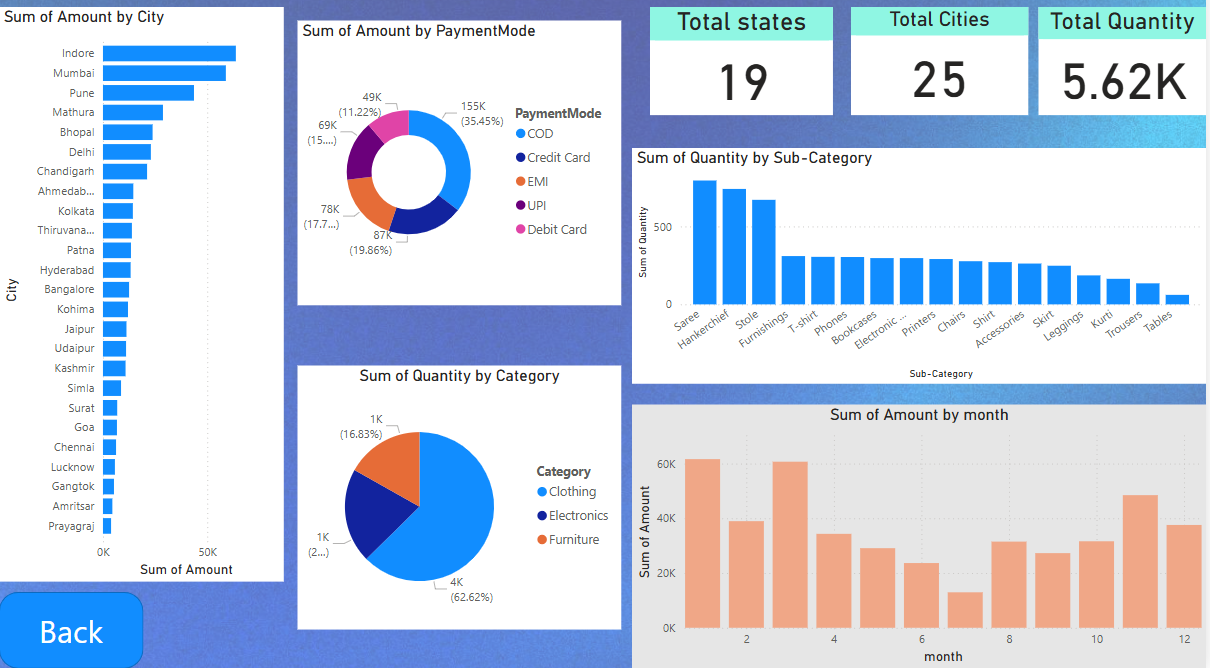 Sum of Amount by City
City
Indore
Mumbai
Pune
Mathura
Bhopal
Delhi
Chandigarh
Ahmedab...
Kolkata
Thiruvana...
Patna
Hyderabad
Bangalore
Kohima
Jaipur
Udaipur
Kashmir
Simla
Surat
Goa
Chennai
Lucknow
Gangtok
Amritsar
Prayagraj
0K 50K
Sum of Amount
Back
Sum of Amount by PaymentMode
155K
(35.45%)
87K
(19.86%)
78K
(17.7...)
69K
(15....)
49K
(11.22%)
PaymentMode
COD
Credit Card
EMI
UPI
Debit Card
Sum of Quantity by Category
1K
(16.83%)
1K
(2...)
4K
(62.62%)
Category
Clothing
Electronics
Furniture
Total states
19
Total Cities
25
Total Quantity
5.62K
Sum of Quantity by Sub-Category
Sum of Quantity
500
0
Saree
Hankerchief
Stole
Furnishings
T-shirt
Phones
Bookcases
Electronic ...
Printers
Chairs
Shirt
Accessories
Skirt
Leggings
Kurti
Trousers
Tables
Sub-Category
Sum of Amount by month
Sum of Amount
60K
40K
20K
0K
2 4 6 8 10 12
month